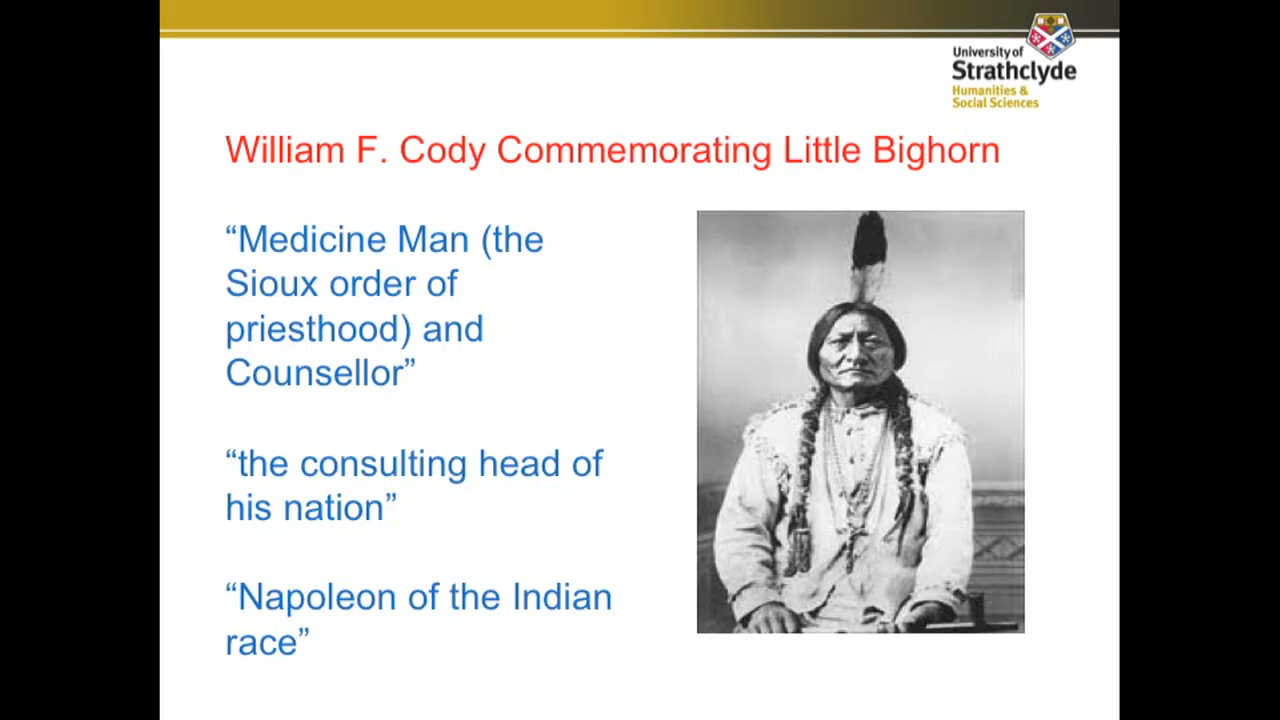 University of
Strathclyde
Humanities &
Social Sciences
William F. Cody Commemorating Little Bighorn
“Medicine Man (the
Sioux order of
priesthood) and
Counsellor”
“the consulting head of
his nation”
“Napoleon of the Indian
race”